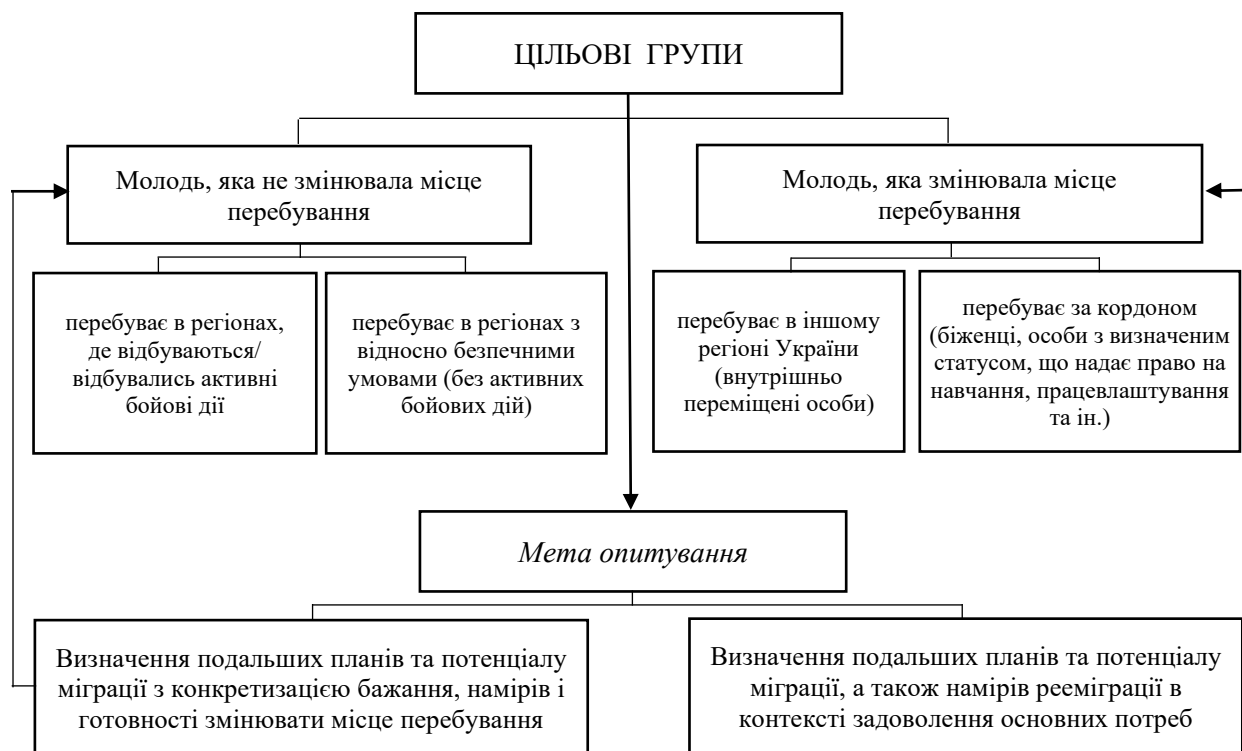 ЦІЛЬОВІ ГРУПИ
Молодь, яка не змінювала місце
перебування
Молодь, яка змінювала місце
перебування
перебуває в регіонах,
де відбуваються/
відбувались активні
бойові дії
перебуває в регіонах з
відносно безпечними
умовами (без активних
бойових дій)
перебуває в іншому
регіоні України
(внутрішньо
переміщені особи)
перебуває за кордоном
(біженці, особи з визначеним
статусом, що надає право на
навчання, працевлаштування
та ін.)
Мета опитування
Визначення подальших планів та потенціалу
міграції з конкретизацією бажання, намірів і
готовності змінювати місце перебування
Визначення подальших планів та потенціалу
міграції, а також намірів рееміграції в
контексті задоволення основних потреб